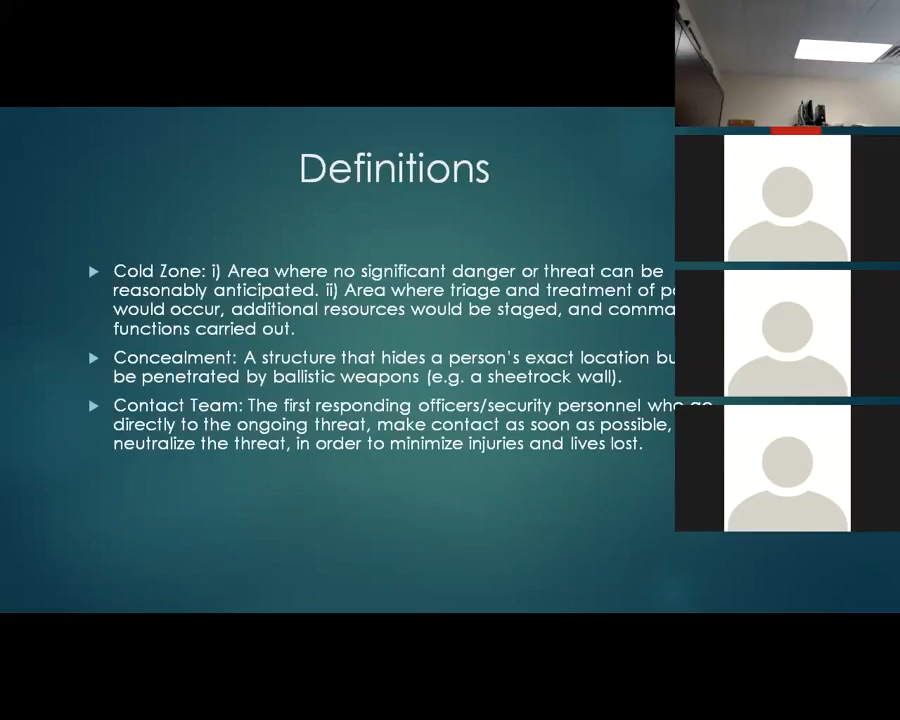 Definitions
Cold Zone: i) Area where no significant danger or threat can be
reasonably anticipated. ii) Area where triage and treatment of
would occur, additional resources would be staged, and
functions carried out.
Concealment: A structure that hides a person's exact location
be penetrated by ballistic weapons (e.g. a sheetrock wall).
Contact Team: The first responding officers/security personnel who go
directly to the ongoing threat, make contact as soon as possible,
neutralize the threat, in order to minimize injuries and lives lost.